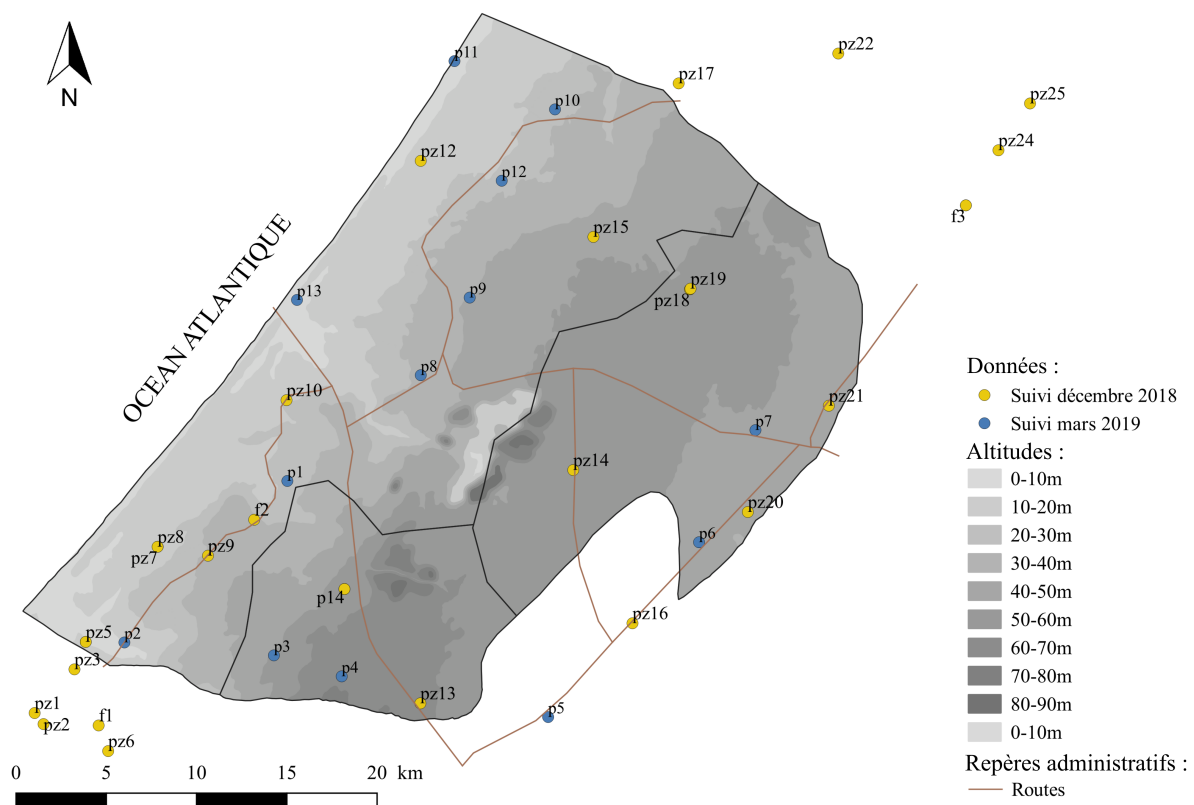 p11
pz17
pz22
pz25
p10
pz24
pz12
p12
f3
pz15
OCEAN ATLANTIQUE
pz19
pz18
p13
p9
p8
pz10
pz21
p7
pz14
p1
f2
pz20
pz8
pz7
pz9
p6
p14
pz16
pz5
p2
pz3
p3
p4
pz13
pz1
pz2
f1
p5
pz6
N
0 5 10 15 20 km
Données :
Suivi décembre 2018
Suivi mars 2019
Altitudes :
0-10m
10-20m
20-30m
30-40m
40-50m
50-60m
60-70m
70-80m
80-90m
0-10m
Repères administratifs :
Routes